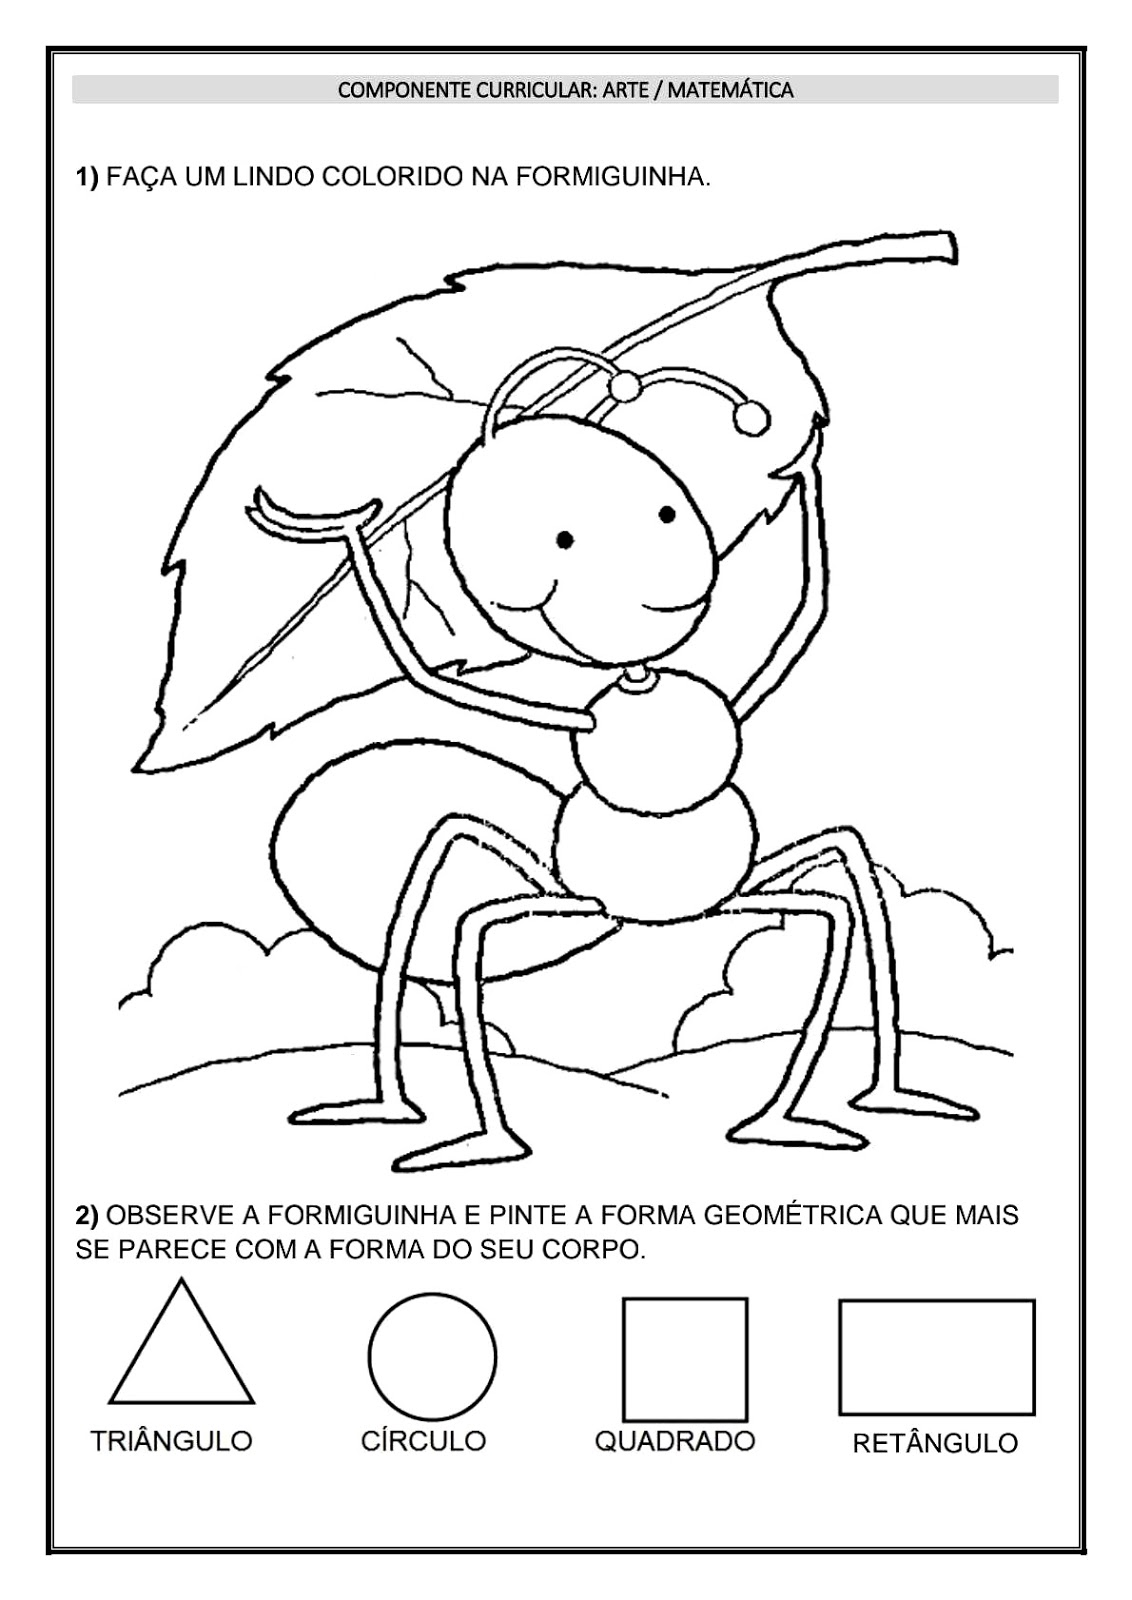 COMPONENTE CURRICULAR: ARTE / MATEMÁTICA
1) FAÇA UM LINDO COLORIDO NA FORMIGUINHA.
2) OBSERVE A FORMIGUINHA E PINTE A FORMA GEOMÉTRICA QUE MAIS
SE PARECE COM A FORMA DO SEU CORPO.
TRIÂNGULO CÍRCULO QUADRADO RETÂNGULO